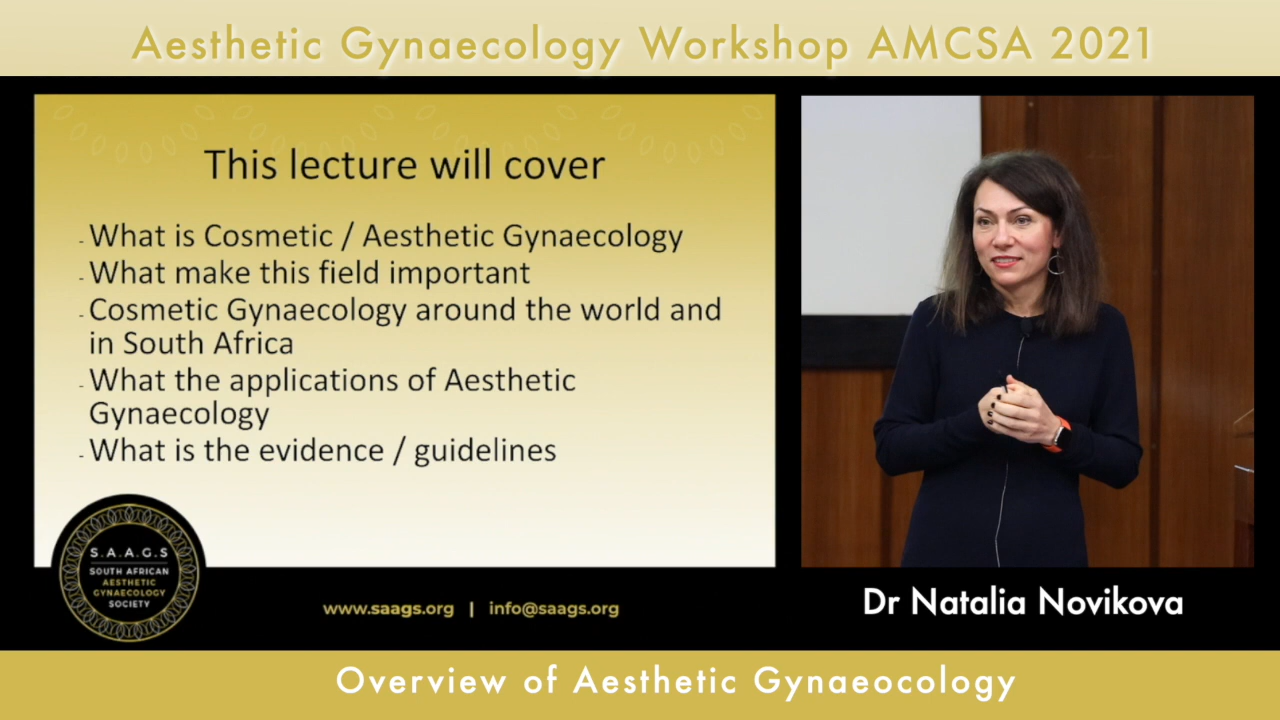 Aesthetic Gynaecology Workshop AMCSA 2021
This lecture will cover
- What is Cosmetic / Aesthetic Gynaecology
- What make this field important
- Cosmetic Gynaecology around the world and
in South Africa
- What the applications of Aesthetic
Gynaecology
- What is the evidence / guidelines
S.A.A.G.S
SOUTH AFRICAN
AESTHETIC
GYNAECOLOGY
SOCIETY
www.saags.org | info@saags.org
Dr Natalia Novikova
Overview of Aesthetic Gynaeocology